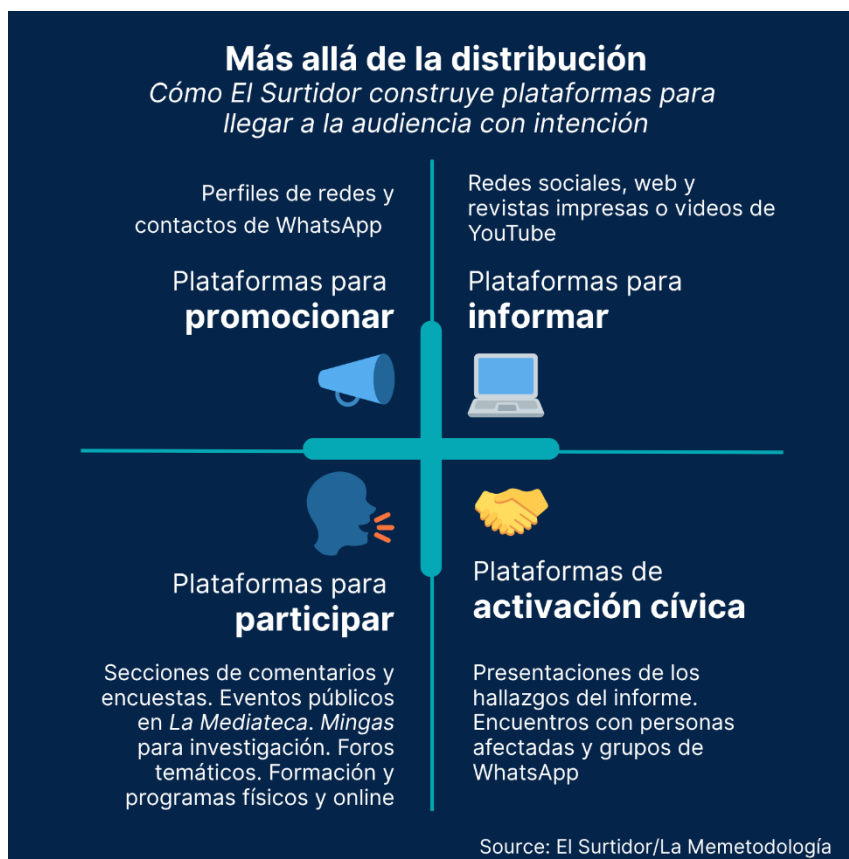 Más allá de la distribución
Cómo El Surtidor construye plataformas para
llegar a la audiencia con intención
Perfiles de redes y
contactos de WhatsApp
Plataformas para
promocionar
Redes sociales, web y
revistas impresas o videos de
YouTube
Plataformas para
informar
Plataformas para
participar
Secciones de comentarios y
encuestas. Eventos públicos
en La Mediateca. Mingas
para investigación. Foros
temáticos. Formación y
programas físicos y online
Plataformas de
activación cívica
Presentaciones de los
hallazgos del informe.
Encuentros con personas
afectadas y grupos de
WhatsApp
Source: El Surtidor/La Memetodología